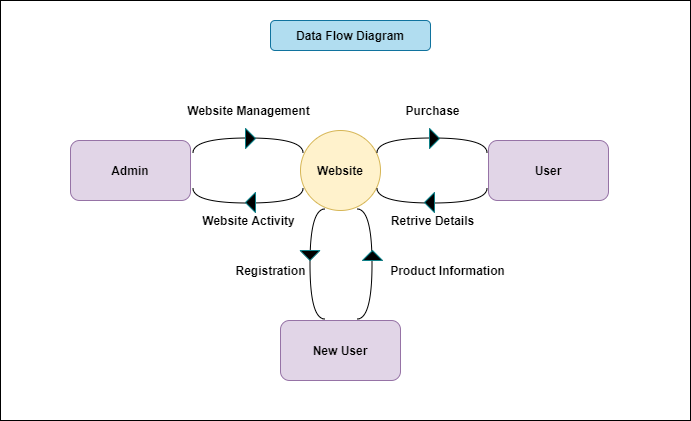 Data Flow Diagram
Website Management
Purchase
Admin
Website
User
Website Activity
Retrive Details
Registration
Product Information
New User